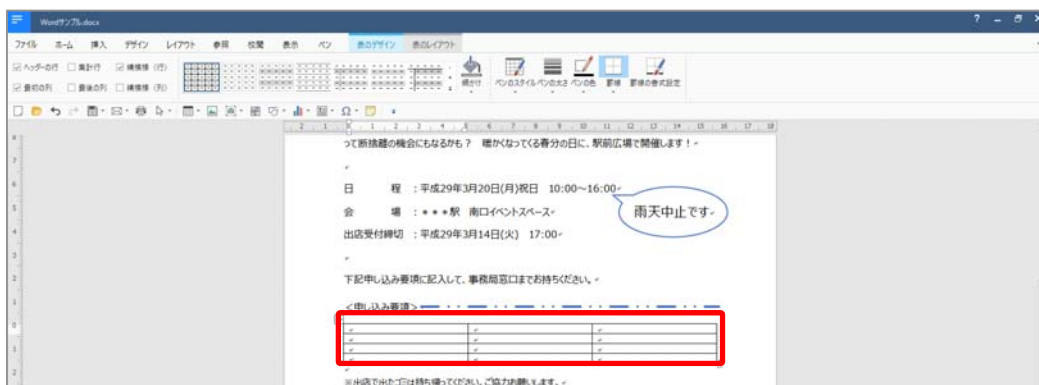 Wordサンプル.docx
ファイル ホーム 挿入 デザイン レイアウト 参照 校閲 表示 ペン 表のデザイン 表のレイアウト
ヘッダーの行 集計行 縞模様 (行)
最初の列 最後の列 縞模様 (列)
網かけ ペンのスタイル ペンの太さ ペンの色 罫線 罫線の書式設定
って断捨離の機会にもなるかも？ 暖かくなってくる春分の日に、駅前広場で開催します！
日 程 ：平成29年3月20日(月)祝日 10:00～16:00
雨天中止です
会 場 ：＊＊＊駅 南口イベントスペース
出店受付締切 ：平成29年3月14日(火) 17:00
下記申し込み要項に記入して、事務局窓口までお持ちください。
＜申し込み要項＞
※出店で出たゴミは持ち帰ってください。ご協力お願いします。